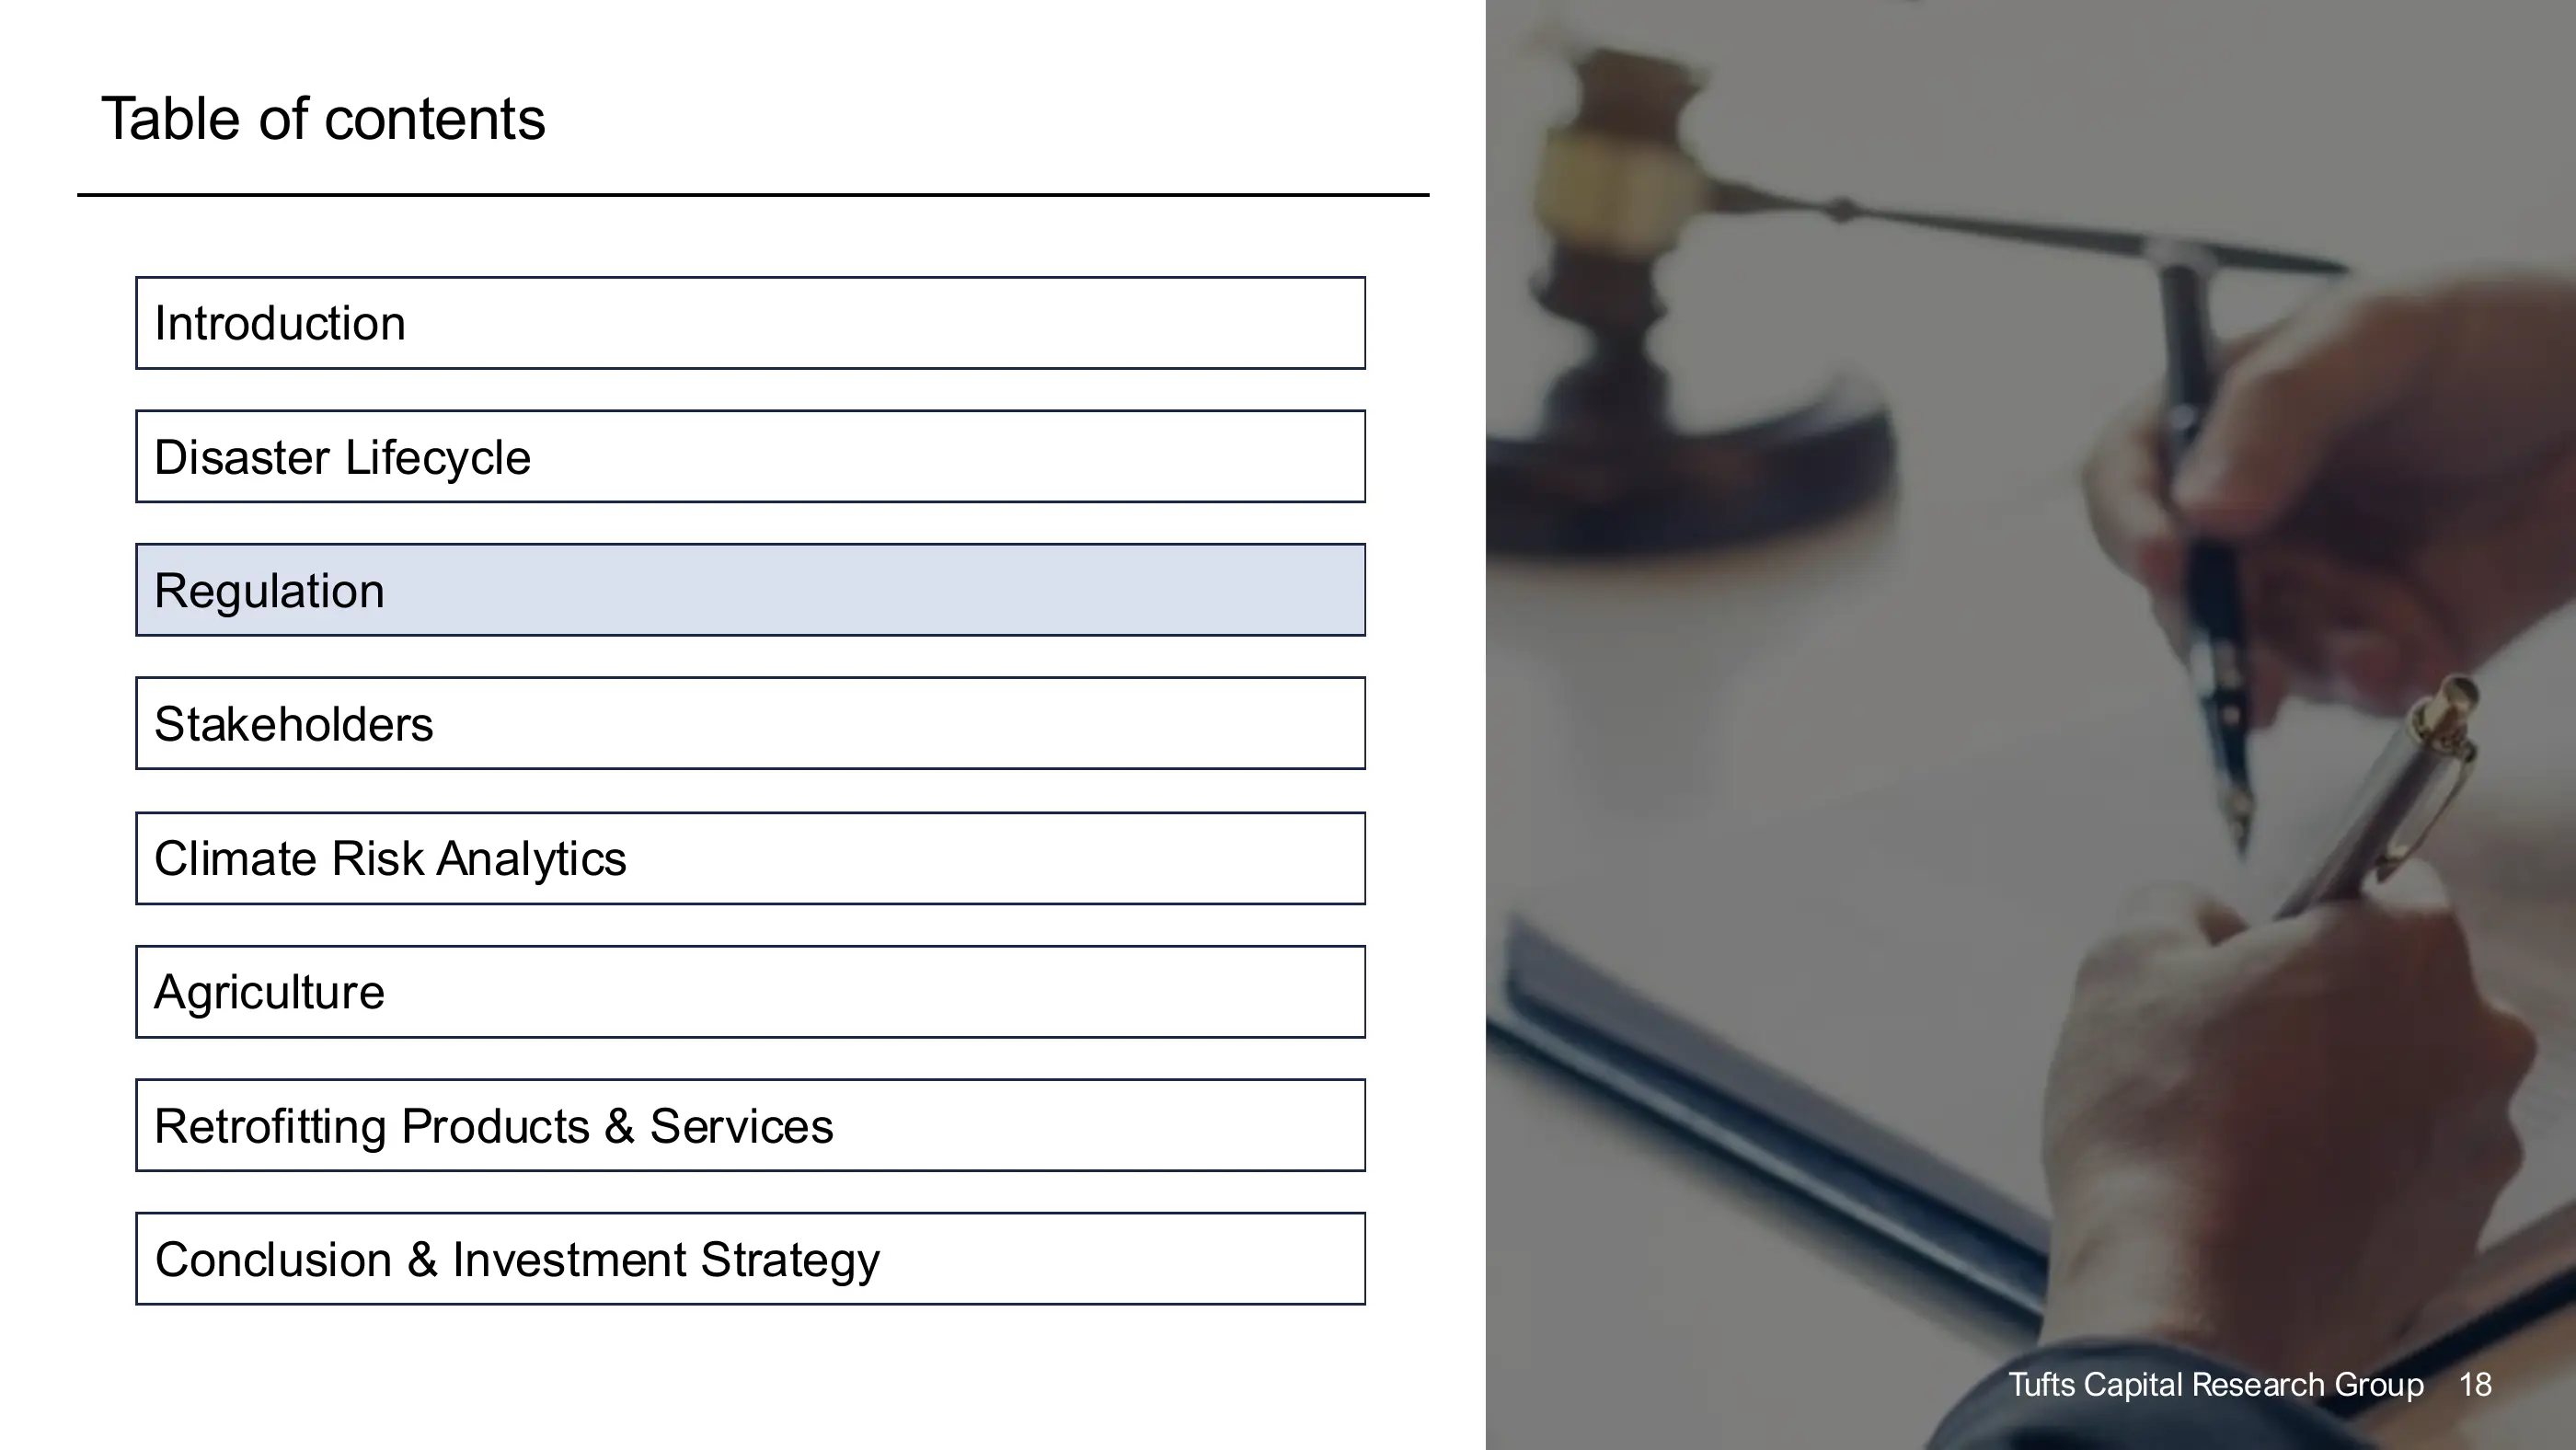 Table of contents
Introduction
Disaster Lifecycle
Regulation
Stakeholders
Climate Risk Analytics
Agriculture
Retrofitting Products & Services
Conclusion & Investment Strategy
Tufts Capital Research Group 18